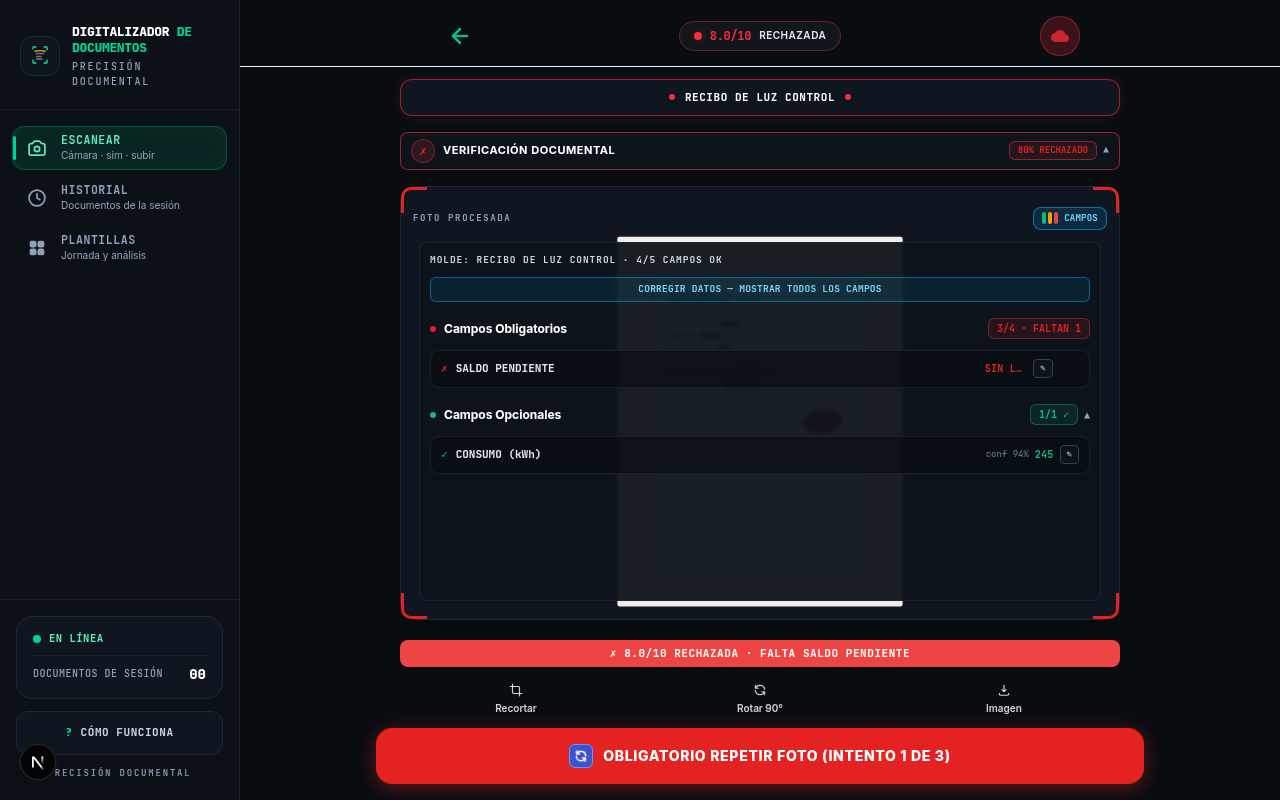 DIGITALIZADOR DE
DOCUMENTOS
PRECISIÓN
DOCUMENTAL
ESCANEAR
Cámara · sim · subir
HISTORIAL
Documentos de la sesión
PLANTILLAS
Jornada y análisis
EN LÍNEA
DOCUMENTOS DE SESIÓN 00
? CÓMO FUNCIONA
N
RECISIÓN DOCUMENTAL
8.0/10 RECHAZADA
RECIBO DE LUZ CONTROL
✗ VERIFICACIÓN DOCUMENTAL 80% RECHAZADO ▲
FOTO PROCESADA CAMPOS
MOLDE: RECIBO DE LUZ CONTROL · 4/5 CAMPOS OK
CORREGIR DATOS — MOSTRAR TODOS LOS CAMPOS
Campos Obligatorios 3/4 · FALTAN 1
✗ SALDO PENDIENTE SIN L… ✎
Campos Opcionales 1/1 ✓ ▲
✓ CONSUMO (kWh) conf 94% 245 ✎
✗ 8.0/10 RECHAZADA · FALTA SALDO PENDIENTE
Recortar Rotar 90° Imagen
OBLIGATORIO REPETIR FOTO (INTENTO 1 DE 3)